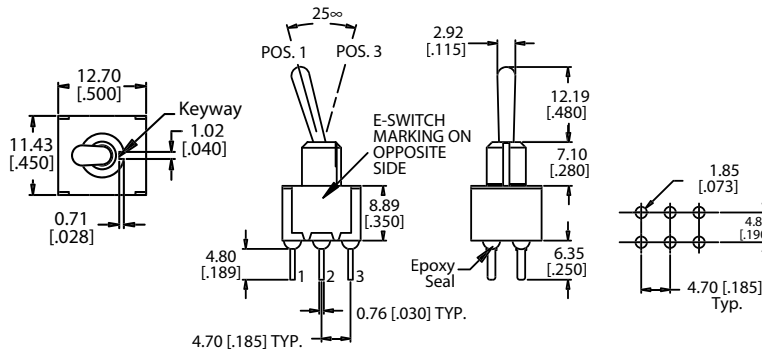 12.70
[.500]
11.43
[.450]
Keyway
1.02
[.040]
0.71
[.028]
25∞
POS. 1
POS. 3
E-SWITCH
MARKING ON
OPPOSITE
SIDE
8.89
[.350]
4.80
[.189]
1
2
3
0.76 [.030] TYP.
4.70 [.185] TYP.
2.92
[.115]
12.19
[.480]
7.10
[.280]
Epoxy
Seal
6.35
[.250]
1.85
[.073]
4.70 [.185]
Typ.